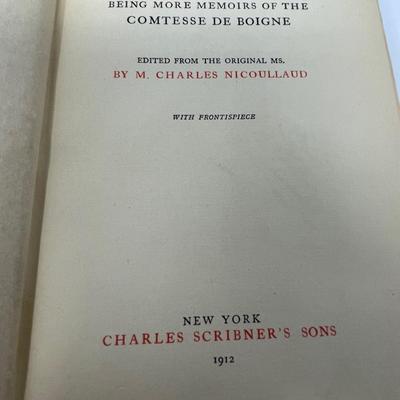 BEING MORE MEMOIRS OF THE
COMTESSE DE BOIGNE
EDITED FROM THE ORIGINAL MS.
BY M. CHARLES NICOULLAUD
WITH FRONTISPIECE
NEW YORK
CHARLES SCRIBNER'S SONS
1912